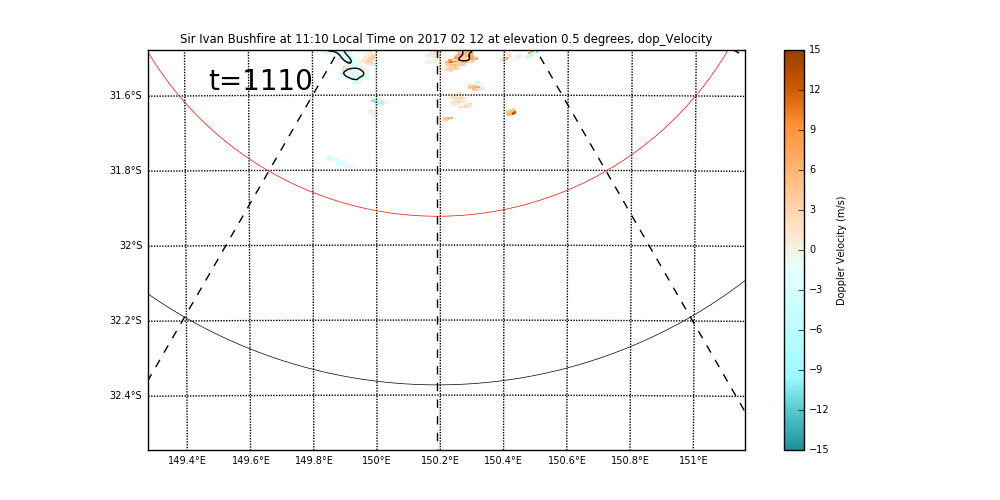 Sir Ivan Bushfire at 11:10 Local Time on 2017 02 12 at elevation 0.5 degrees, dop_Velocity
t=1110
31.6°S
31.8°S
32°S
32.2°S
32.4°S
149.4°E 149.6°E 149.8°E 150°E 150.2°E 150.4°E 150.6°E 150.8°E 151°E
15
12
9
6
3
0
−3
−6
−9
−12
−15
Doppler Velocity (m/s)